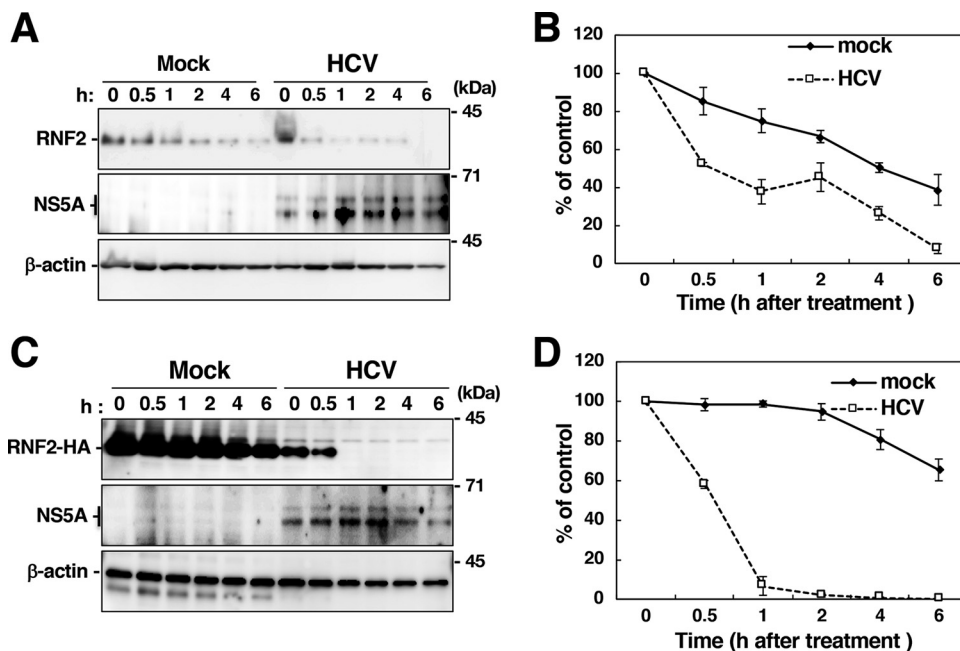 A
Mock HCV
h: 0 0.5 1 2 4 6 0 0.5 1 2 4 6 (kDa)
RNF2 - - 45
NS5A - 71
β-actin - - 45
B
120
100
80
60
40
20
0
% of control
mock
HCV
0 0.5 1 2 4 6
Time (h after treatment )
C
Mock HCV
h : 0 0.5 1 2 4 6 0 0.5 1 2 4 6 (kDa)
RNF2-HA - - 45
NS5A - 71
β-actin - - 45
D
120
100
80
60
40
20
0
% of control
mock
HCV
0 0.5 1 2 4 6
Time (h after treatment )